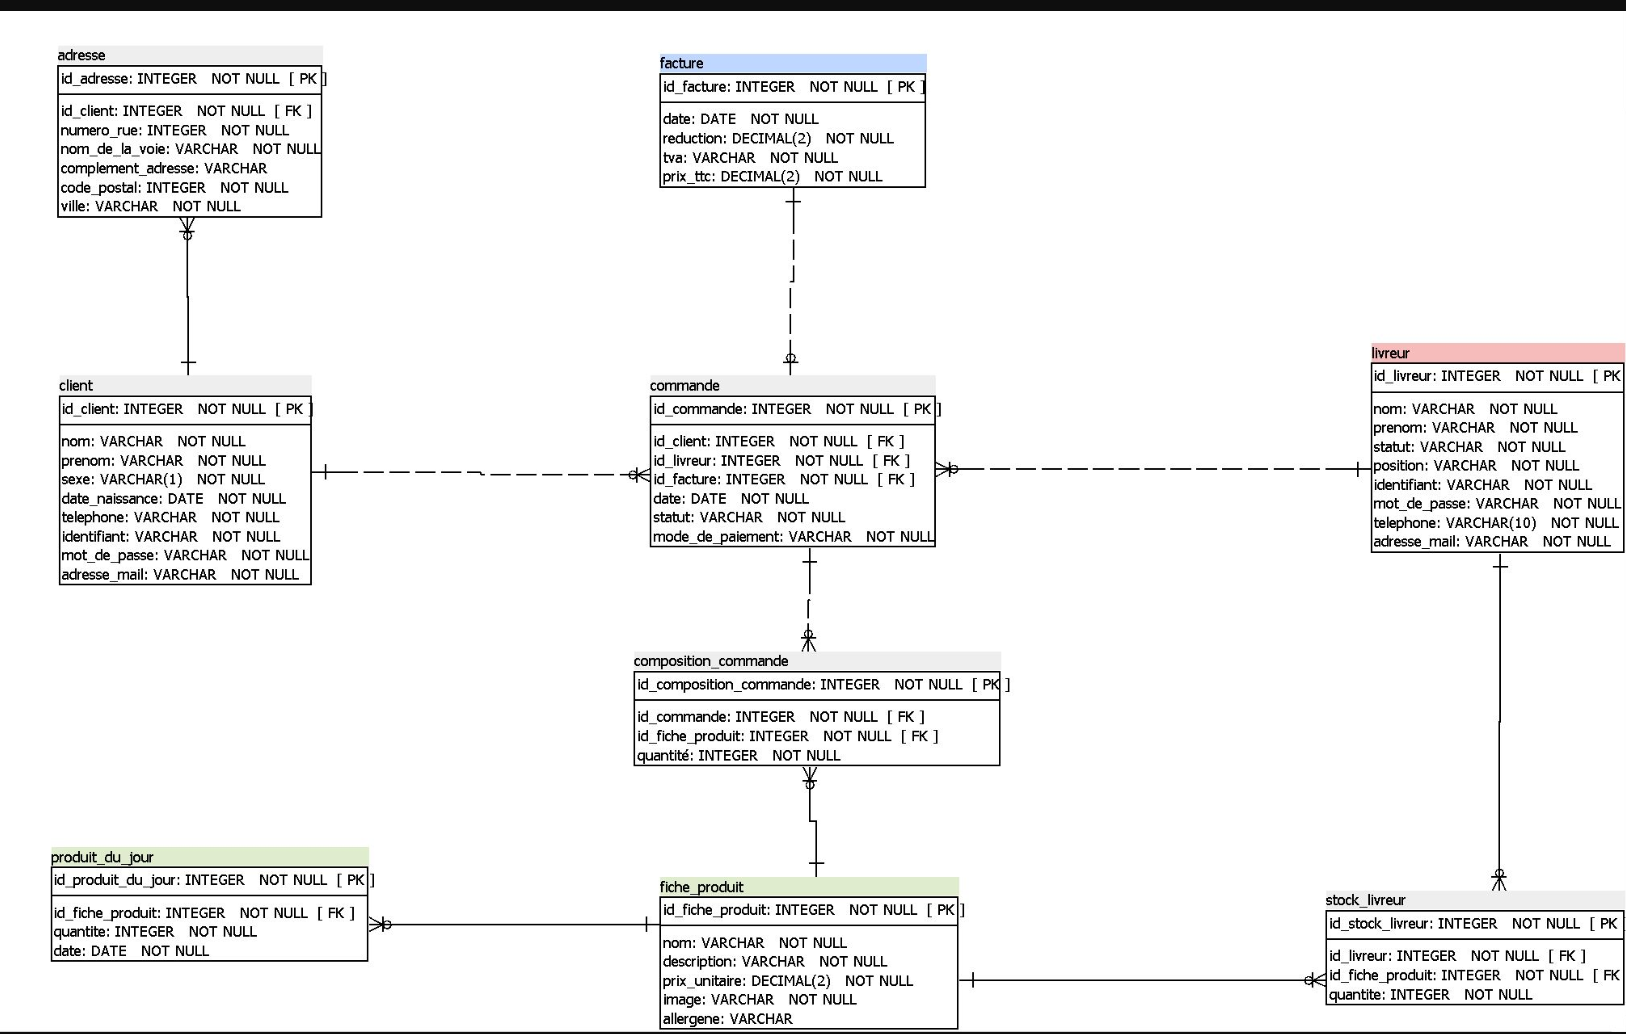 adresse
id_adresse: INTEGER NOT NULL [ PK ]
id_client: INTEGER NOT NULL [ FK ]
numero_rue: INTEGER NOT NULL
nom_de_la_voie: VARCHAR NOT NULL
complement_adresse: VARCHAR
code_postal: INTEGER NOT NULL
ville: VARCHAR NOT NULL
facture
id_facture: INTEGER NOT NULL [ PK ]
date: DATE NOT NULL
reduction: DECIMAL(2) NOT NULL
tva: VARCHAR NOT NULL
prix_ttc: DECIMAL(2) NOT NULL
client
id_client: INTEGER NOT NULL [ PK ]
nom: VARCHAR NOT NULL
prenom: VARCHAR NOT NULL
sexe: VARCHAR(1) NOT NULL
date_naissance: DATE NOT NULL
telephone: VARCHAR NOT NULL
identifiant: VARCHAR NOT NULL
mot_de_passe: VARCHAR NOT NULL
adresse_mail: VARCHAR NOT NULL
commande
id_commande: INTEGER NOT NULL [ PK ]
id_client: INTEGER NOT NULL [ FK ]
id_livreur: INTEGER NOT NULL [ FK ]
id_facture: INTEGER NOT NULL [ FK ]
date: DATE NOT NULL
statut: VARCHAR NOT NULL
mode_de_paiement: VARCHAR NOT NULL
livreur
id_livreur: INTEGER NOT NULL [ PK
nom: VARCHAR NOT NULL
prenom: VARCHAR NOT NULL
statut: VARCHAR NOT NULL
position: VARCHAR NOT NULL
identifiant: VARCHAR NOT NULL
mot_de_passe: VARCHAR NOT NULL
telephone: VARCHAR(10) NOT NULL
adresse_mail: VARCHAR NOT NULL
composition_commande
id_composition_commande: INTEGER NOT NULL [ PK ]
id_commande: INTEGER NOT NULL [ FK ]
id_fiche_produit: INTEGER NOT NULL [ FK ]
quantité: INTEGER NOT NULL
produit_du_jour
id_produit_du_jour: INTEGER NOT NULL [ PK ]
id_fiche_produit: INTEGER NOT NULL [ FK ]
quantite: INTEGER NOT NULL
date: DATE NOT NULL
fiche_produit
id_fiche_produit: INTEGER NOT NULL [ PK ]
nom: VARCHAR NOT NULL
description: VARCHAR NOT NULL
prix_unitaire: DECIMAL(2) NOT NULL
image: VARCHAR NOT NULL
allergene: VARCHAR
stock_livreur
id_stock_livreur: INTEGER NOT NULL [ PK
id_livreur: INTEGER NOT NULL [ FK ]
id_fiche_produit: INTEGER NOT NULL [ FK
quantite: INTEGER NOT NULL